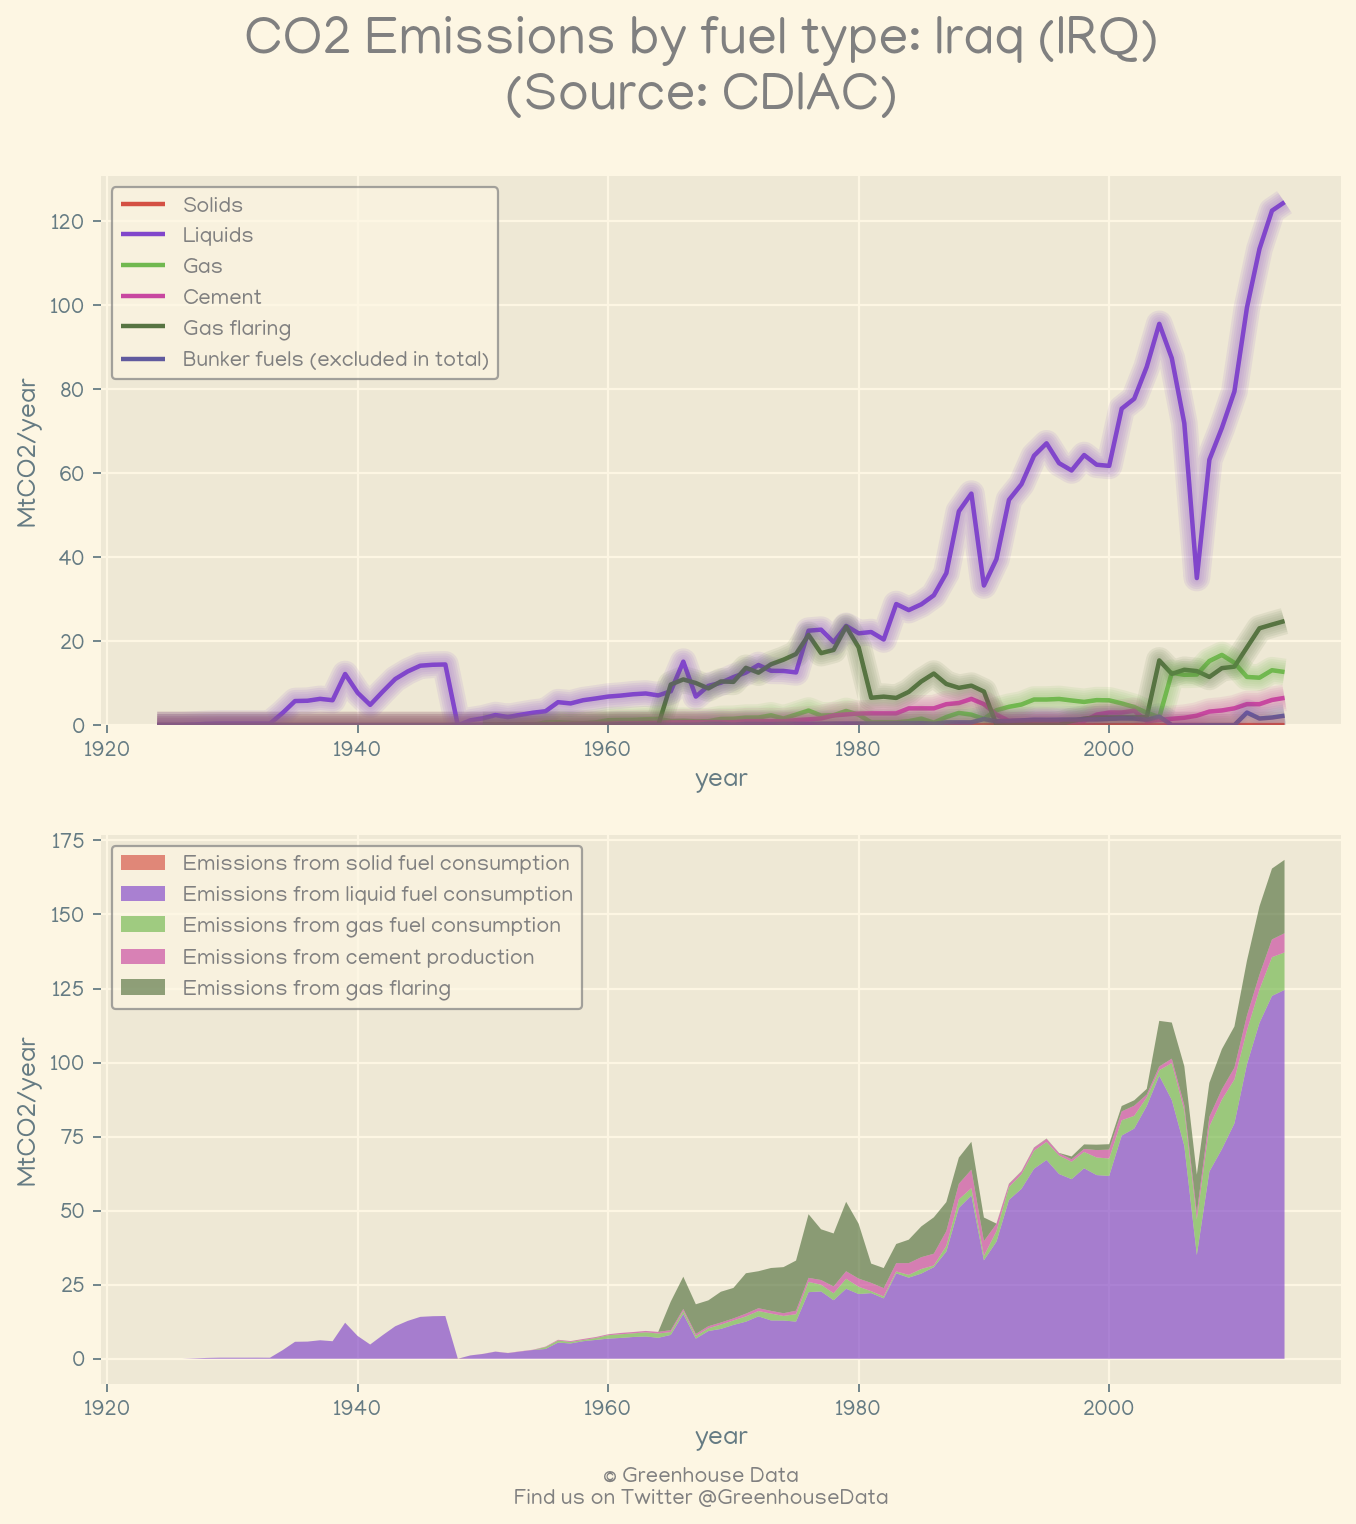 CO2 Emissions by fuel type: Iraq (IRQ)
(Source: CDIAC)
Solids
Liquids
Gas
Cement
Gas flaring
Bunker fuels (excluded in total)
MtCO2/year
120
100
80
60
40
20
0
1920 1940 1960 1980 2000
year
Emissions from solid fuel consumption
Emissions from liquid fuel consumption
Emissions from gas fuel consumption
Emissions from cement production
Emissions from gas flaring
MtCO2/year
175
150
125
100
75
50
25
0
1920 1940 1960 1980 2000
year
© Greenhouse Data
Find us on Twitter @GreenhouseData